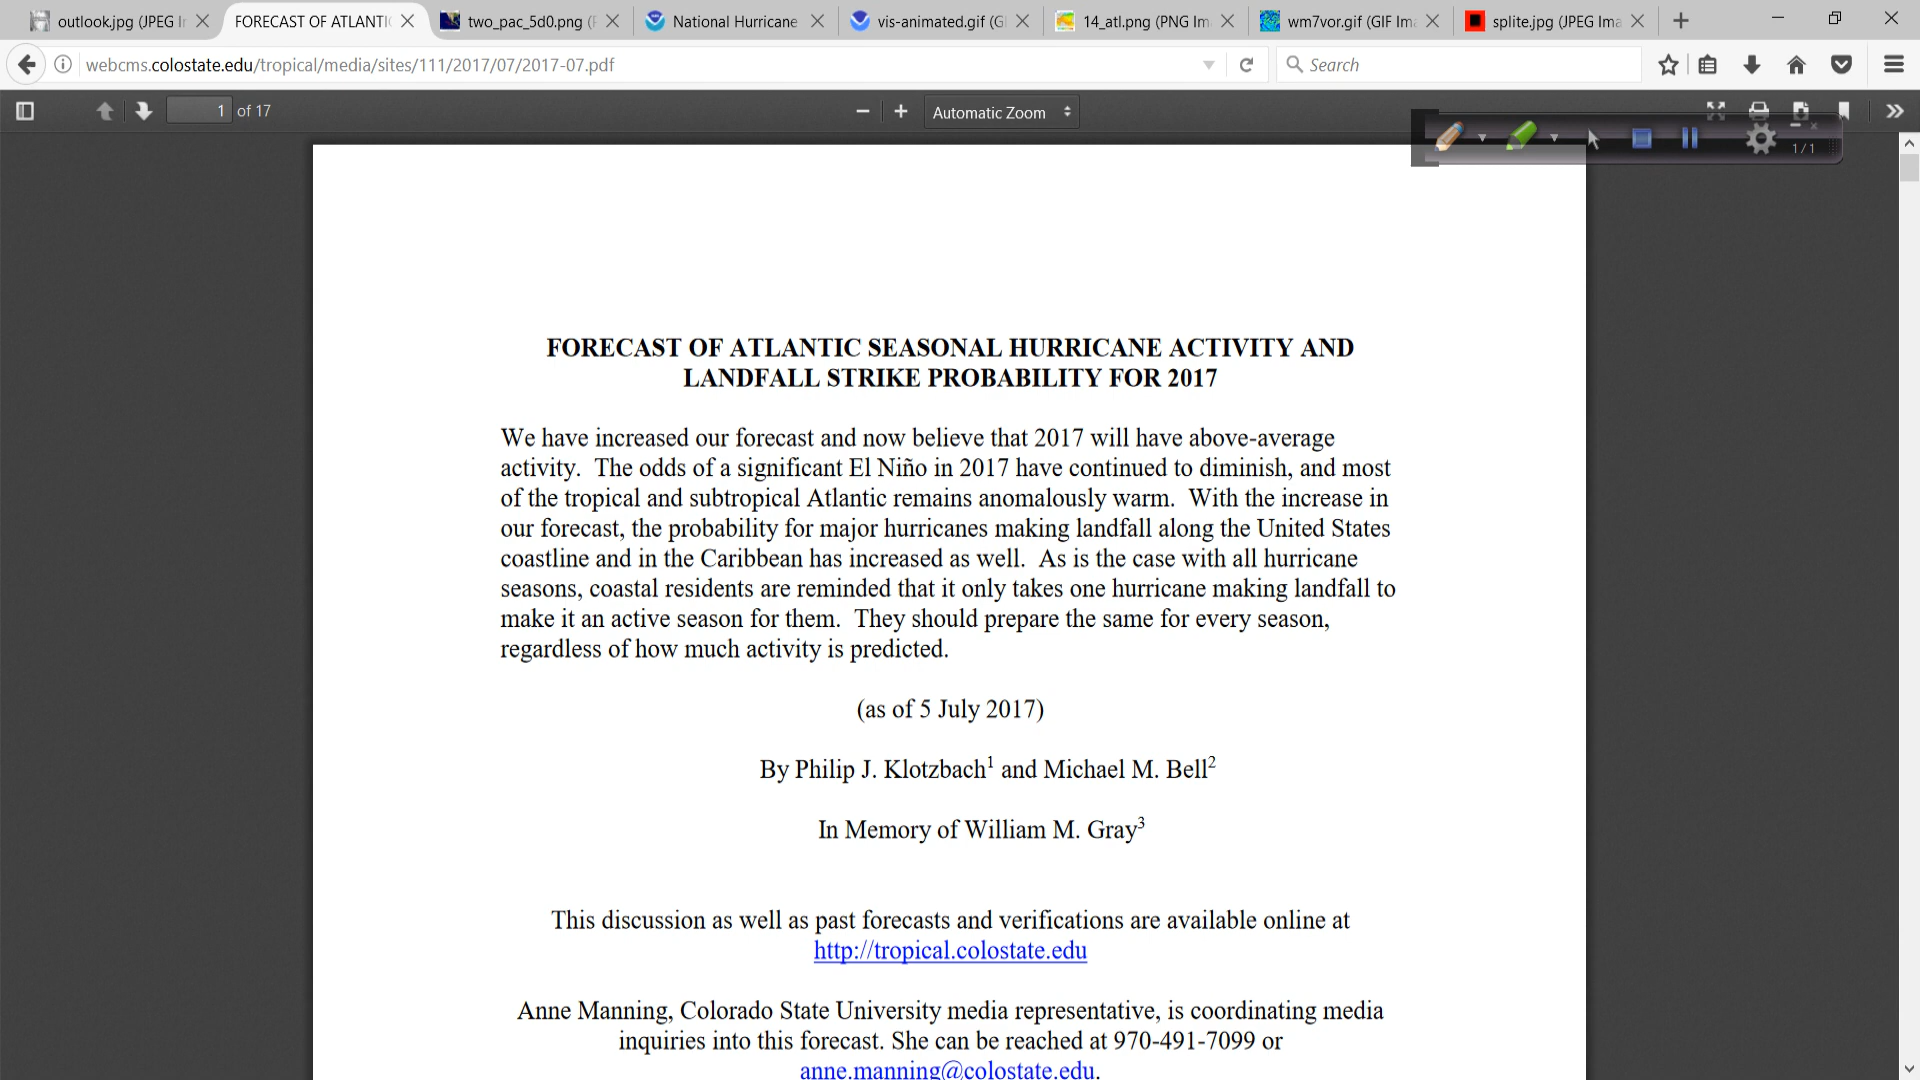 outlook.jpg (JPEG I
FORECAST OF ATLANTIC
two_pac_5d0.png (
National Hurricane
vis-animated.gif (G
14_atl.png (PNG Im
wm7vor.gif (GIF Ima
splite.jpg (JPEG Ima
webcms.colostate.edu/tropical/media/sites/111/2017/07/2017-07.pdf
Search
1 of 17
Automatic Zoom
1/1
FORECAST OF ATLANTIC SEASONAL HURRICANE ACTIVITY AND
LANDFALL STRIKE PROBABILITY FOR 2017
We have increased our forecast and now believe that 2017 will have above-average
activity. The odds of a significant El Niño in 2017 have continued to diminish, and most
of the tropical and subtropical Atlantic remains anomalously warm. With the increase in
our forecast, the probability for major hurricanes making landfall along the United States
coastline and in the Caribbean has increased as well. As is the case with all hurricane
seasons, coastal residents are reminded that it only takes one hurricane making landfall to
make it an active season for them. They should prepare the same for every season,
regardless of how much activity is predicted.
(as of 5 July 2017)
By Philip J. Klotzbach1 and Michael M. Bell2
In Memory of William M. Gray3
This discussion as well as past forecasts and verifications are available online at
http://tropical.colostate.edu
Anne Manning, Colorado State University media representative, is coordinating media
inquiries into this forecast. She can be reached at 970-491-7099 or
anne.manning@colostate.edu.